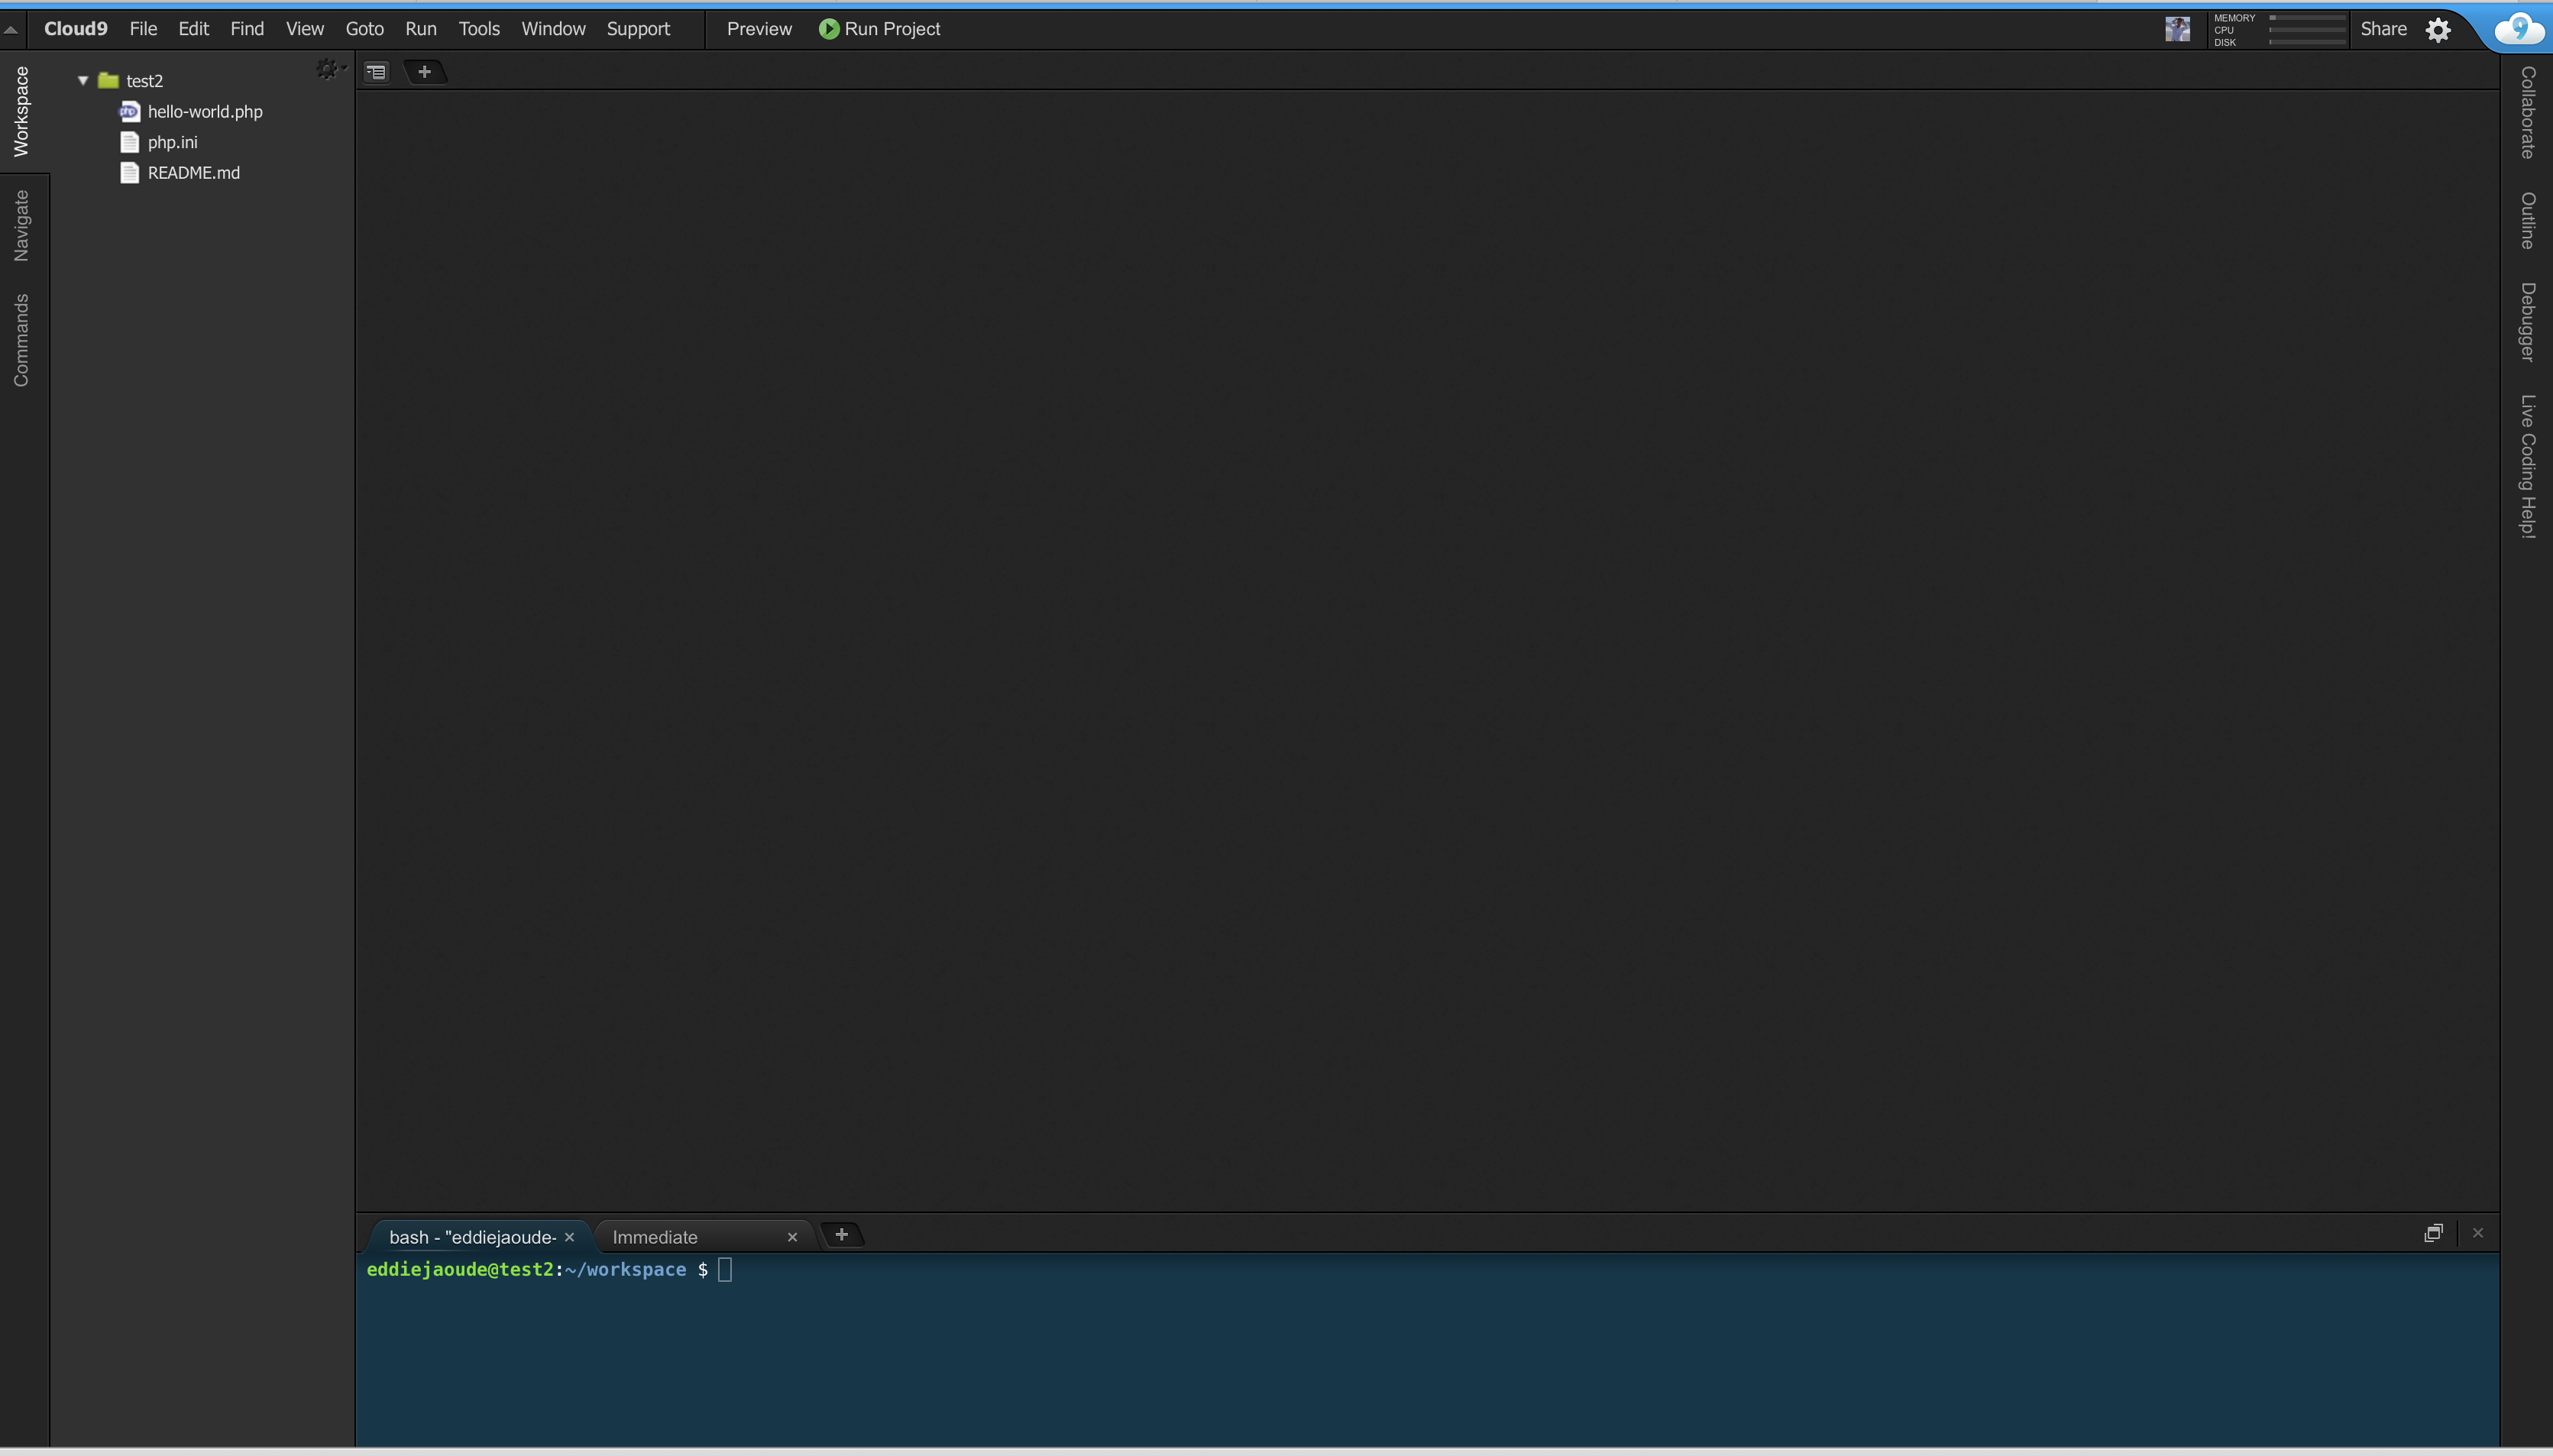 Cloud9 File Edit Find View Goto Run Tools Window Support Preview Run Project MEMORY Share
CPU
DISK
9
Workspace
Navigate
Commands
test2
php hello-world.php
php.ini
README.md
Collaborate
Outline
Debugger
Live Coding Help!
bash - "eddiejaoude- Immediate
eddiejaoude@test2:~/workspace $